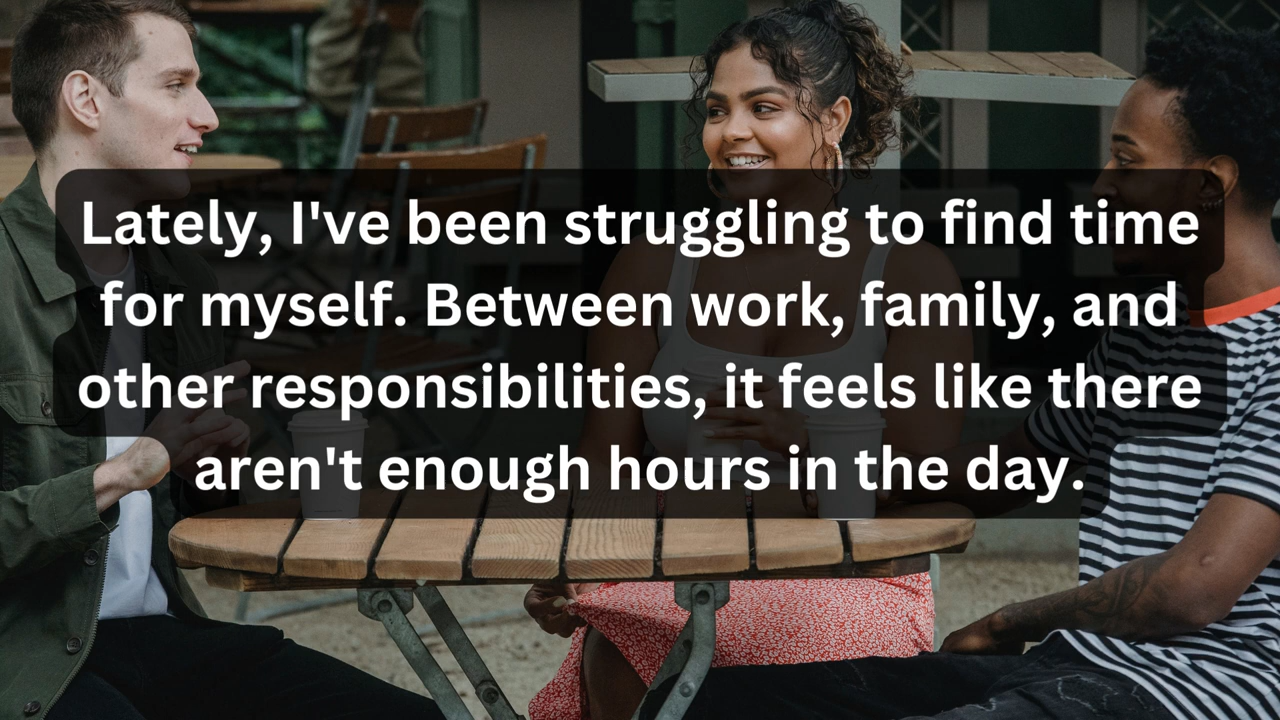 Lately, I've been struggling to find time
for myself. Between work, family, and
other responsibilities, it feels like there
aren't enough hours in the day.